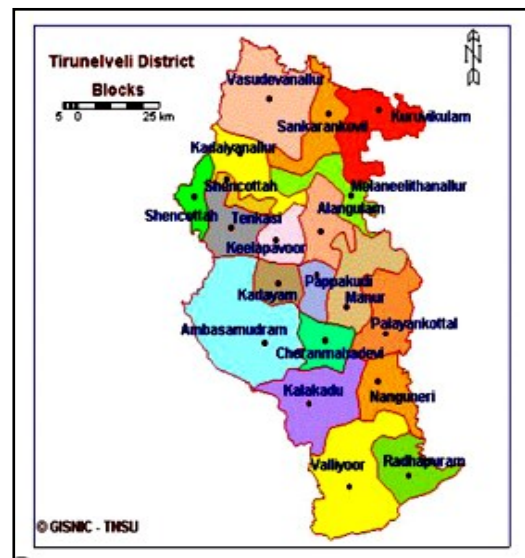 Tirunelveli District
Blocks
5 0 25 km
N
Vasudevanallur
Sankarankovil
Kuruvikulam
Kadaiyanallur
Shencottah
Melaneelithanallur
Shencottah
Tenkasi
Alangulam
Keelapavoor
Pappakudi
Kadayam
Manur
Ambasamudram
Palayankottai
Cheranmahadevi
Kalakadu
Nanguneri
Valliyoor
Radhapuram
© GISNIC - TNSU